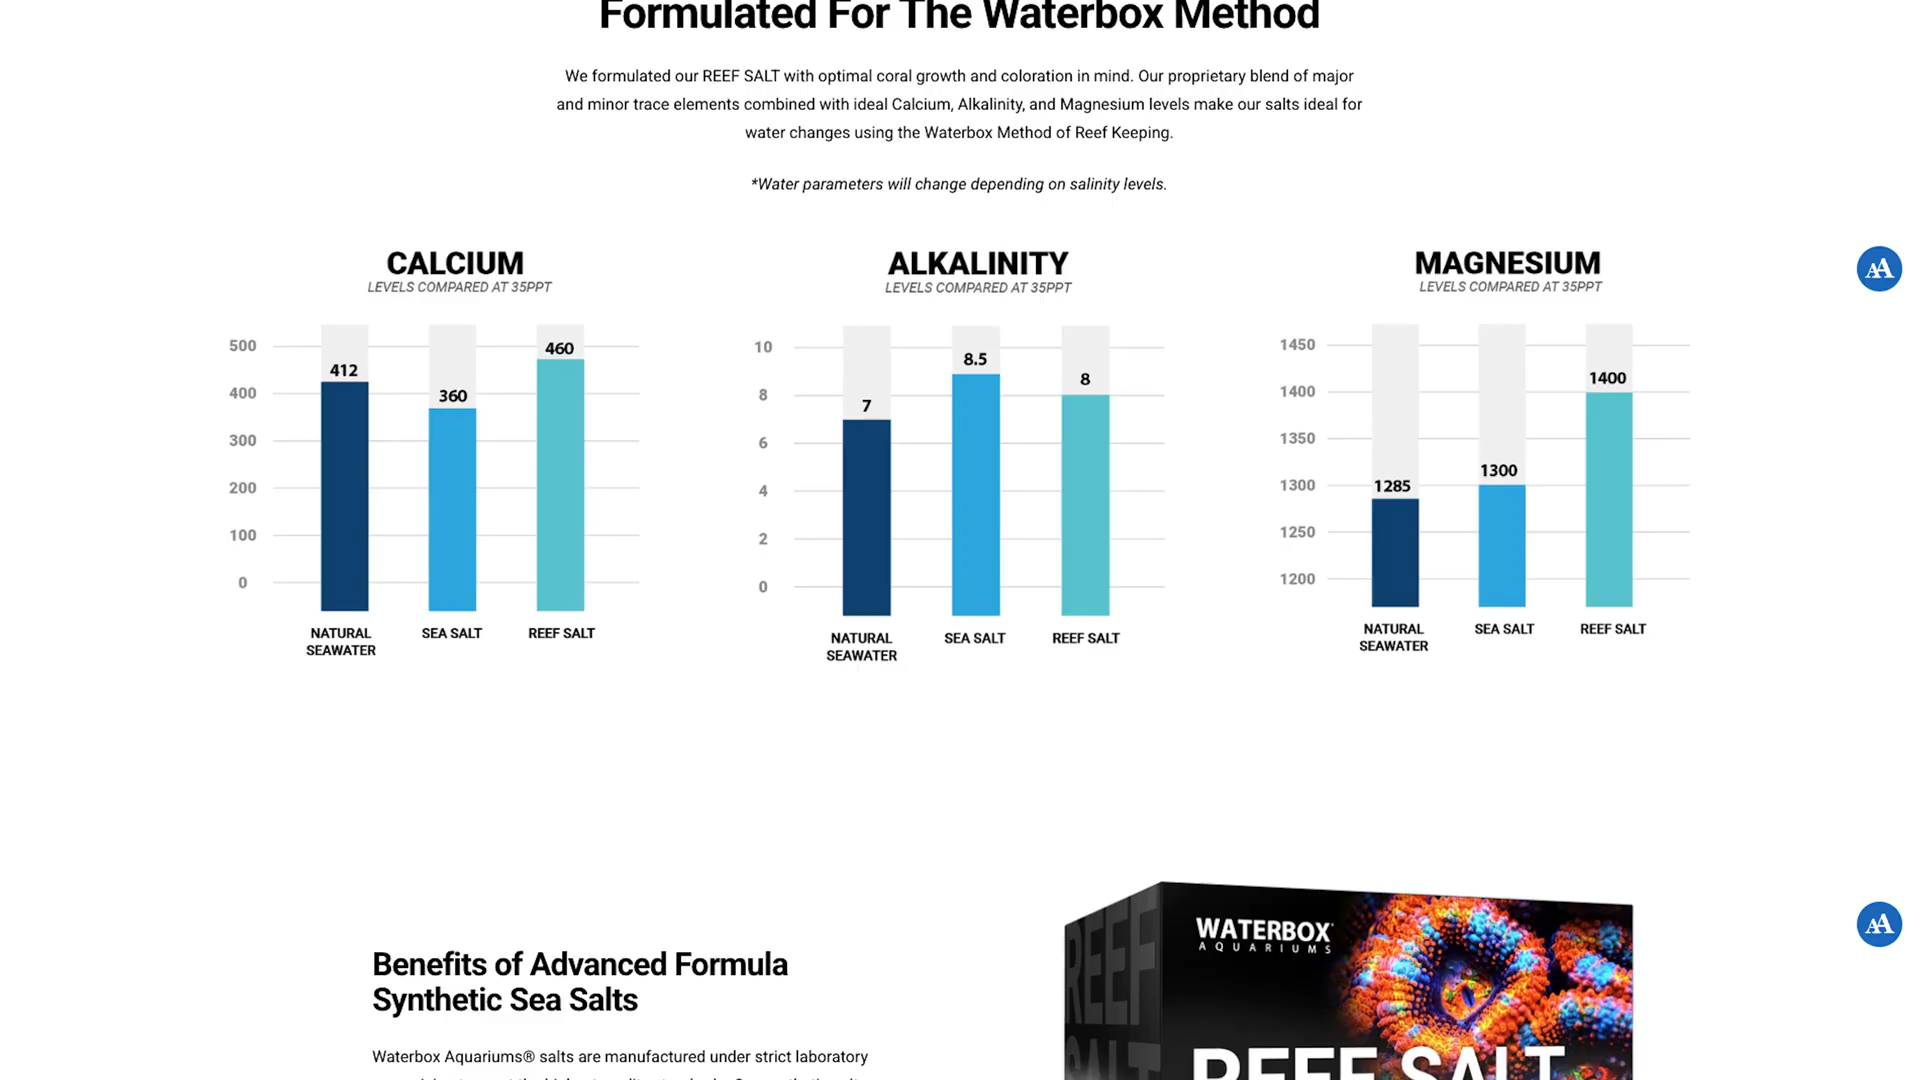 Formulated For The Waterbox Method
We formulated our REEF SALT with optimal coral growth and coloration in mind. Our proprietary blend of major
and minor trace elements combined with ideal Calcium, Alkalinity, and Magnesium levels make our salts ideal for
water changes using the Waterbox Method of Reef Keeping.
*Water parameters will change depending on salinity levels.
CALCIUM
LEVELS COMPARED AT 35PPT
500
400
300
200
100
0
412
360
460
NATURAL
SEAWATER
SEA SALT
REEF SALT
ALKALINITY
LEVELS COMPARED AT 35PPT
10
8
6
4
2
0
7
8.5
8
NATURAL
SEAWATER
SEA SALT
REEF SALT
MAGNESIUM
LEVELS COMPARED AT 35PPT
1450
1400
1350
1300
1250
1200
1285
1300
1400
NATURAL
SEAWATER
SEA SALT
REEF SALT
AA
AA
Benefits of Advanced Formula
Synthetic Sea Salts
Waterbox Aquariums® salts are manufactured under strict laboratory
WATERBOX
AQUARIUMS
REEF SALT
REEF
SALT